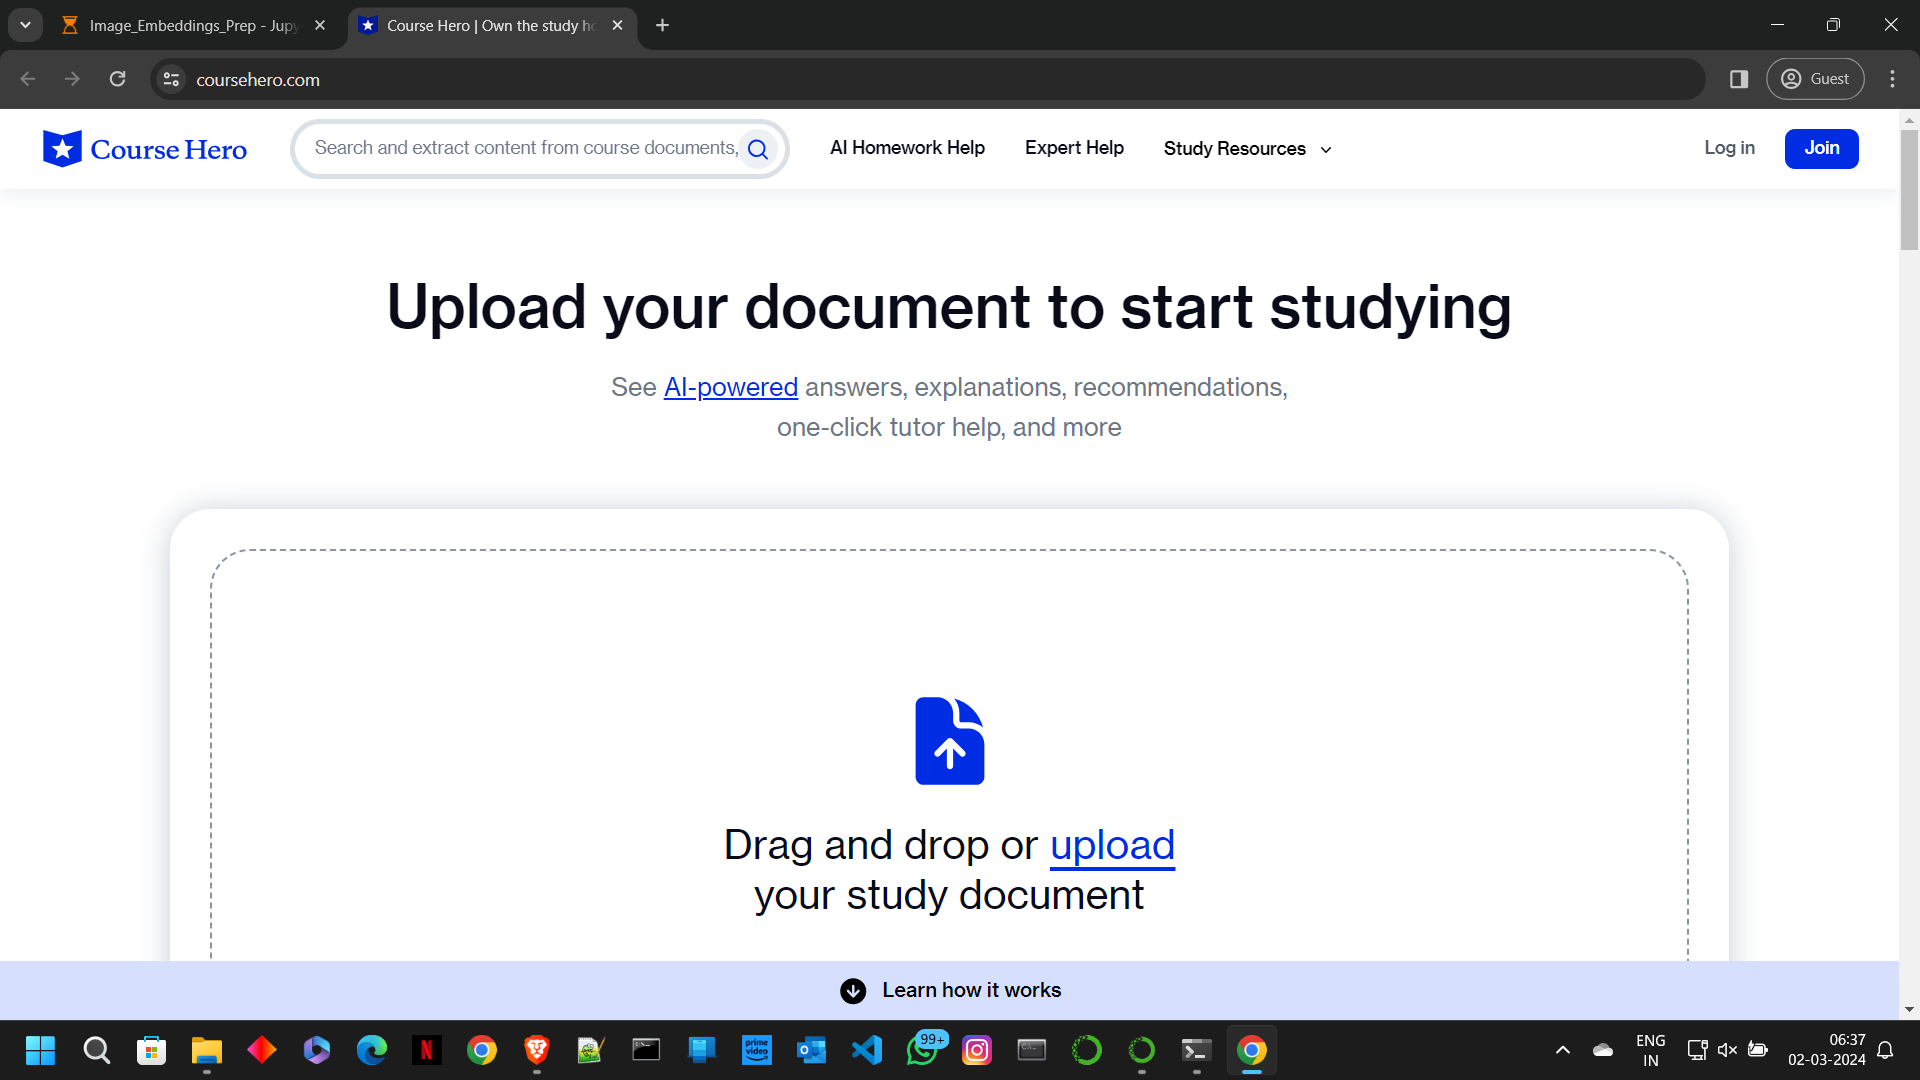 Image_Embeddings_Prep - Jupy
Course Hero | Own the study ho
coursehero.com
Guest
Course Hero
Search and extract content from course documents,
AI Homework Help
Expert Help
Study Resources
Log in
Join
Upload your document to start studying
See AI-powered answers, explanations, recommendations,
one-click tutor help, and more
Drag and drop or upload
your study document
Learn how it works
N
prime
video
99+
ENG
IN
06:37
02-03-2024